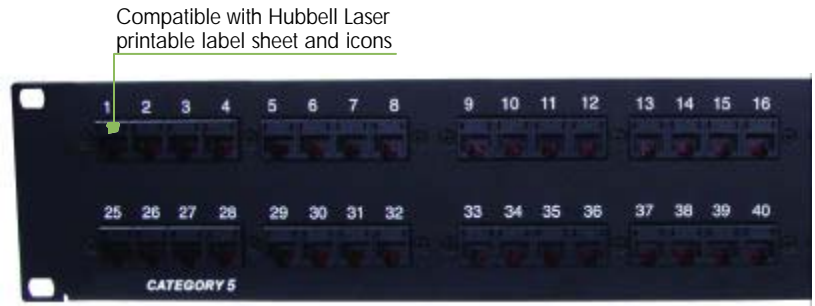 Compatible with Hubbell Laser
printable label sheet and icons
1 2 3 4 5 6 7 8 9 10 11 12 13 14 15 16
25 26 27 28 29 30 31 32 33 34 35 36 37 38 39 40
CATEGORY 5